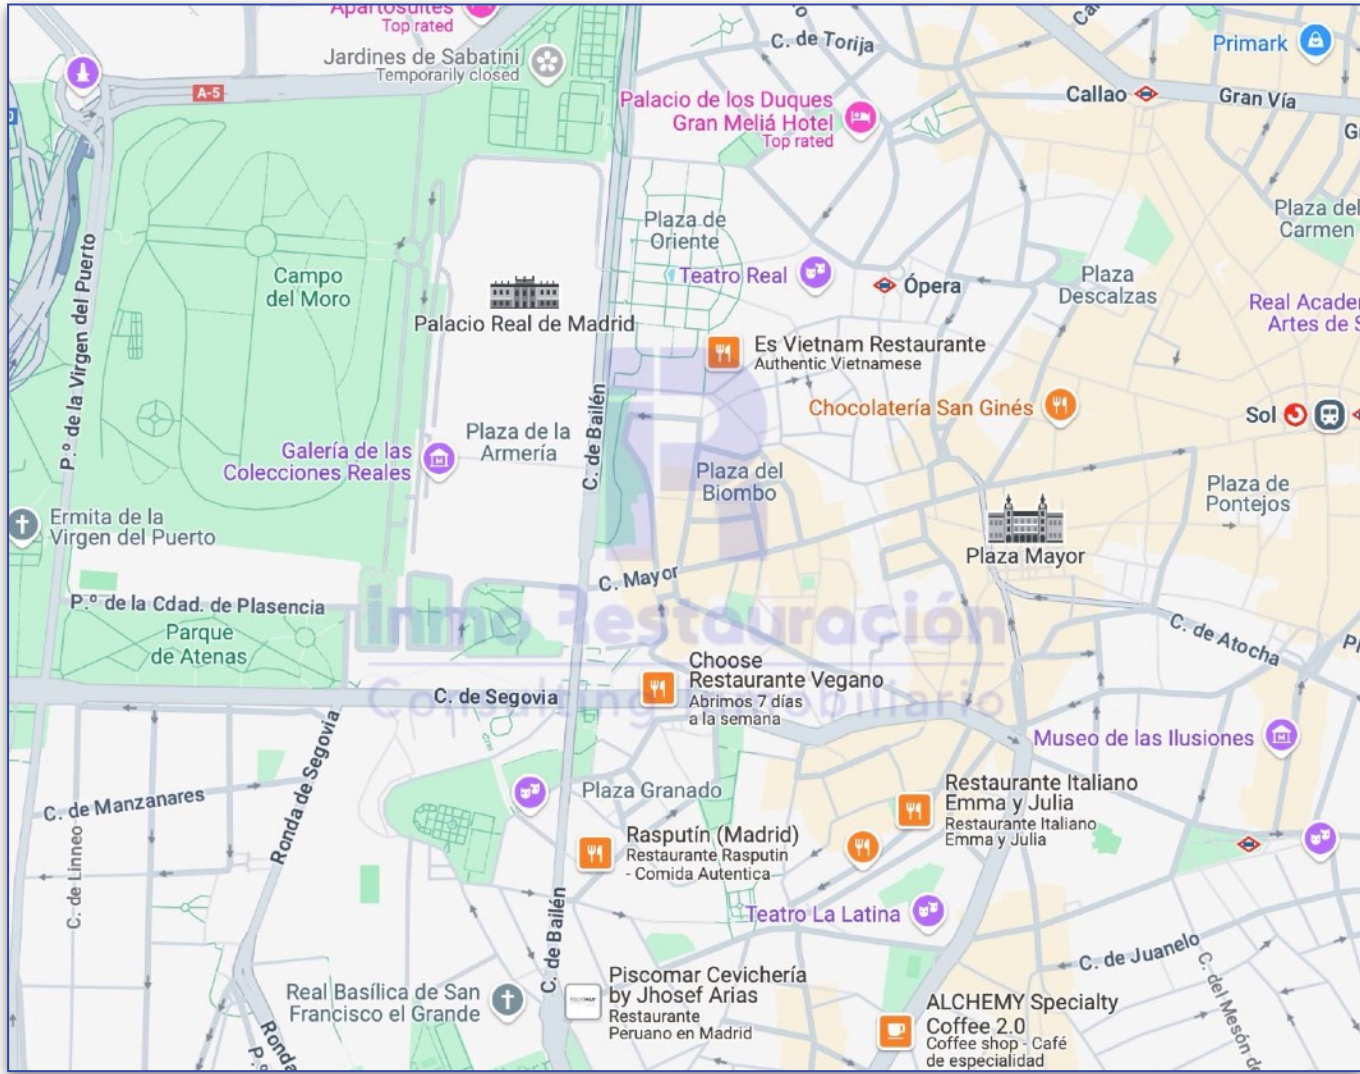 Apartosuites
Top rated
Jardines de Sabatini
Temporarily closed
C. de Torija
Primark
A-5
Palacio de los Duques
Gran Meliá Hotel
Top rated
Callao
Gran Vía
Plaza de
Oriente
Plaza del
Carmen
Teatro Real
Ópera
Plaza
Descalzas
Campo
del Moro
Palacio Real de Madrid
Real Acader
Artes de S
P.º de la Virgen del Puerto
Es Vietnam Restaurante
Authentic Vietnamese
Chocolatería San Ginés
Sol
C. de Bailén
Plaza de la
Armería
Galería de las
Colecciones Reales
Plaza del
Biombo
Plaza de
Pontejos
Ermita de la
Virgen del Puerto
Plaza Mayor
C. Mayor
P.º de la Cdad. de Plasencia
Parque
de Atenas
inmo Restauración
Consulting Inmobiliario
C. de Atocha
Choose
Restaurante Vegano
Abrimos 7 días
a la semana
C. de Segovia
Museo de las Ilusiones
Ronda de Segovia
C. de Manzanares
Plaza Granado
Restaurante Italiano
Emma y Julia
Restaurante Italiano
Emma y Julia
Rasputín (Madrid)
Restaurante Rasputin
- Comida Autentica
C. de Linneo
Teatro La Latina
C. de Bailén
C. de Juanelo
C. del Mesón de
Real Basílica de San
Francisco el Grande
Piscomar Cevichería
by Jhosef Arias
Restaurante
Peruano en Madrid
ALCHEMY Specialty
Coffee 2.0
Coffee shop - Café
de especialidad
Ronda